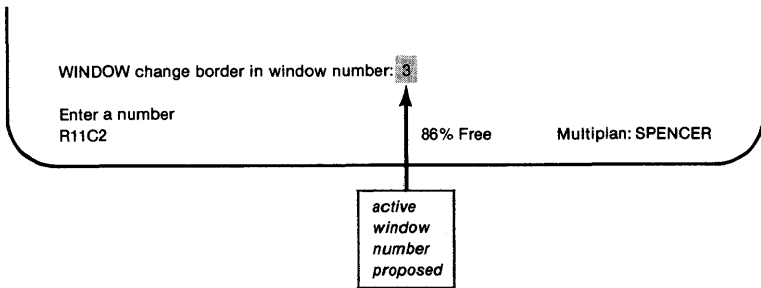 WINDOW change border in window number: 3
Enter a number
R11C2 86% Free Multiplan: SPENCER
active
window
number
proposed